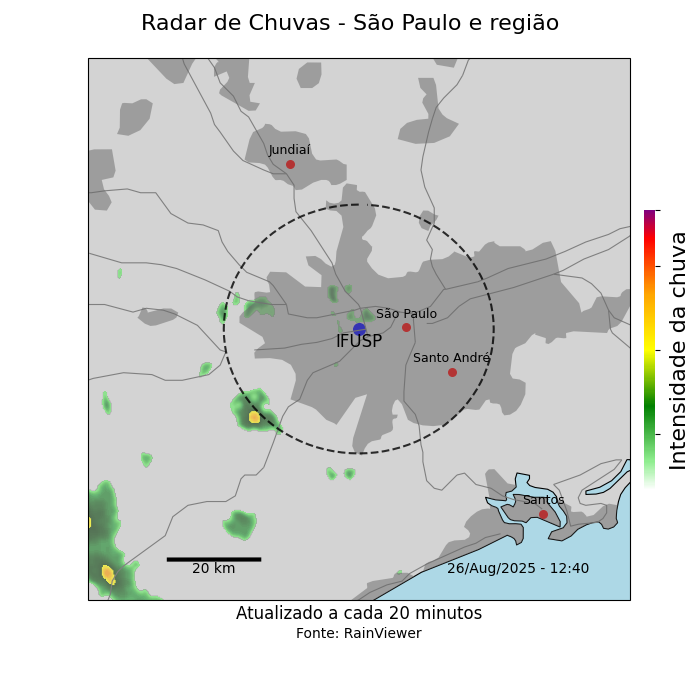 Radar de Chuvas - São Paulo e região
Jundiaí
São Paulo
IFUSP
Santo André
Santos
20 km
26/Aug/2025 - 12:40
Intensidade da chuva
Atualizado a cada 20 minutos
Fonte: RainViewer